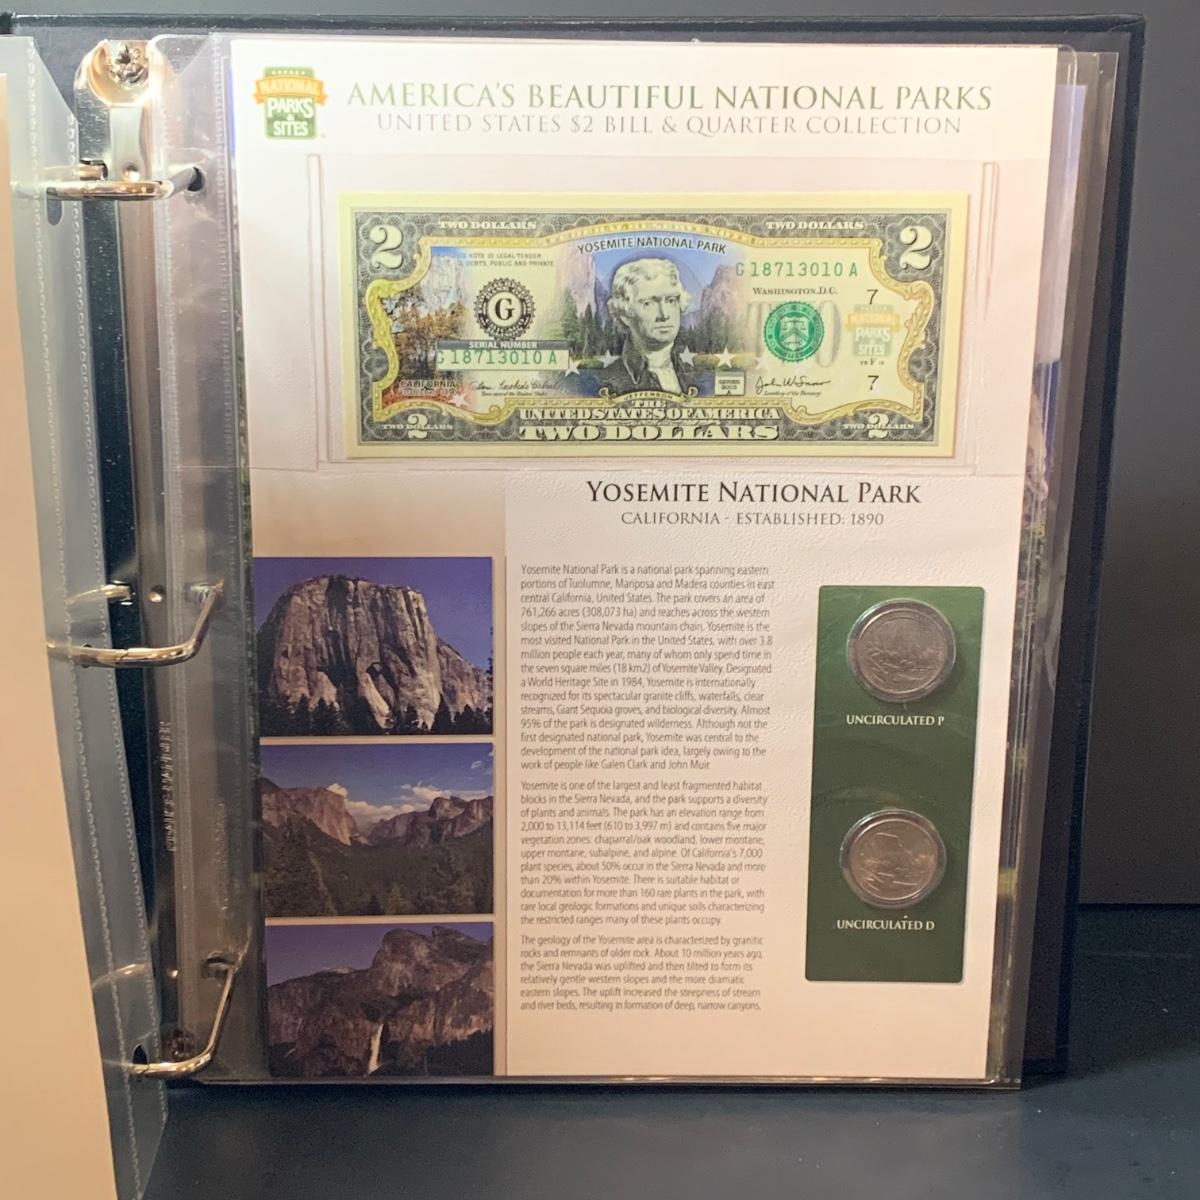 NATIONAL
PARKS
&
SITES
AMERICA'S BEAUTIFUL NATIONAL PARKS
UNITED STATES $2 BILL & QUARTER COLLECTION
2
TWO DOLLARS
FEDERAL RESERVE NOTE
TWO DOLLARS
2
YOSEMITE NATIONAL PARK
NOTE IS LEGAL TENDER
DEBTS, PUBLIC AND PRIVATE
G 18713010 A
WASHINGTON, D.C.
7
G
SERIAL NUMBER
G 18713010 A
NATIONAL
PARKS
SITES
CALIFORNIA
SERIES
2003
A
7
Secretary of the Treasury
JEFFERSON
THE
UNITED STATES OF AMERICA
TWO DOLLARS
2
TWO DOLLARS
2
TWO DOLLARS
YOSEMITE NATIONAL PARK
CALIFORNIA - ESTABLISHED: 1890
Yosemite National Park is a national park spanning eastern
portions of Tuolumne, Mariposa and Madera counties in east
central California, United States. The park covers an area of
761,266 acres (308,073 ha) and reaches across the western
slopes of the Sierra Nevada mountain chain. Yosemite is the
most visited National Park in the United States, with over 3.8
million people each year, many of whom only spend time in
the seven square miles (18 km2) of Yosemite Valley. Designated
a World Heritage Site in 1984, Yosemite is internationally
recognized for its spectacular granite cliffs, waterfalls, clear
streams, Giant Sequoia groves, and biological diversity. Almost
95% of the park is designated wilderness. Although not the
first designated national park, Yosemite was central to the
development of the national park idea, largely owing to the
work of people like Galen Clark and John Muir.
Yosemite is one of the largest and least fragmented habitat
blocks in the Sierra Nevada, and the park supports a diversity
of plants and animals. The park has an elevation range from
2,000 to 13,114 feet (610 to 3,997 m) and contains five major
vegetation zones: chaparral/oak woodland, lower montane,
upper montane, subalpine, and alpine. Of California's 7,000
plant species, about 50% occur in the Sierra Nevada and more
than 20% within Yosemite. There is suitable habitat or
documentation for more than 160 rare plants in the park, with
rare local geologic formations and unique soils characterizing
the restricted ranges many of these plants occupy.
The geology of the Yosemite area is characterized by granitic
rocks and remnants of older rock. About 10 million years ago,
the Sierra Nevada was uplifted and then tilted to form its
relatively gentle western slopes and the more dramatic
eastern slopes. The uplift increased the steepness of stream
and river beds, resulting in formation of deep, narrow canyons.
UNCIRCULATED P
UNCIRCULATED D